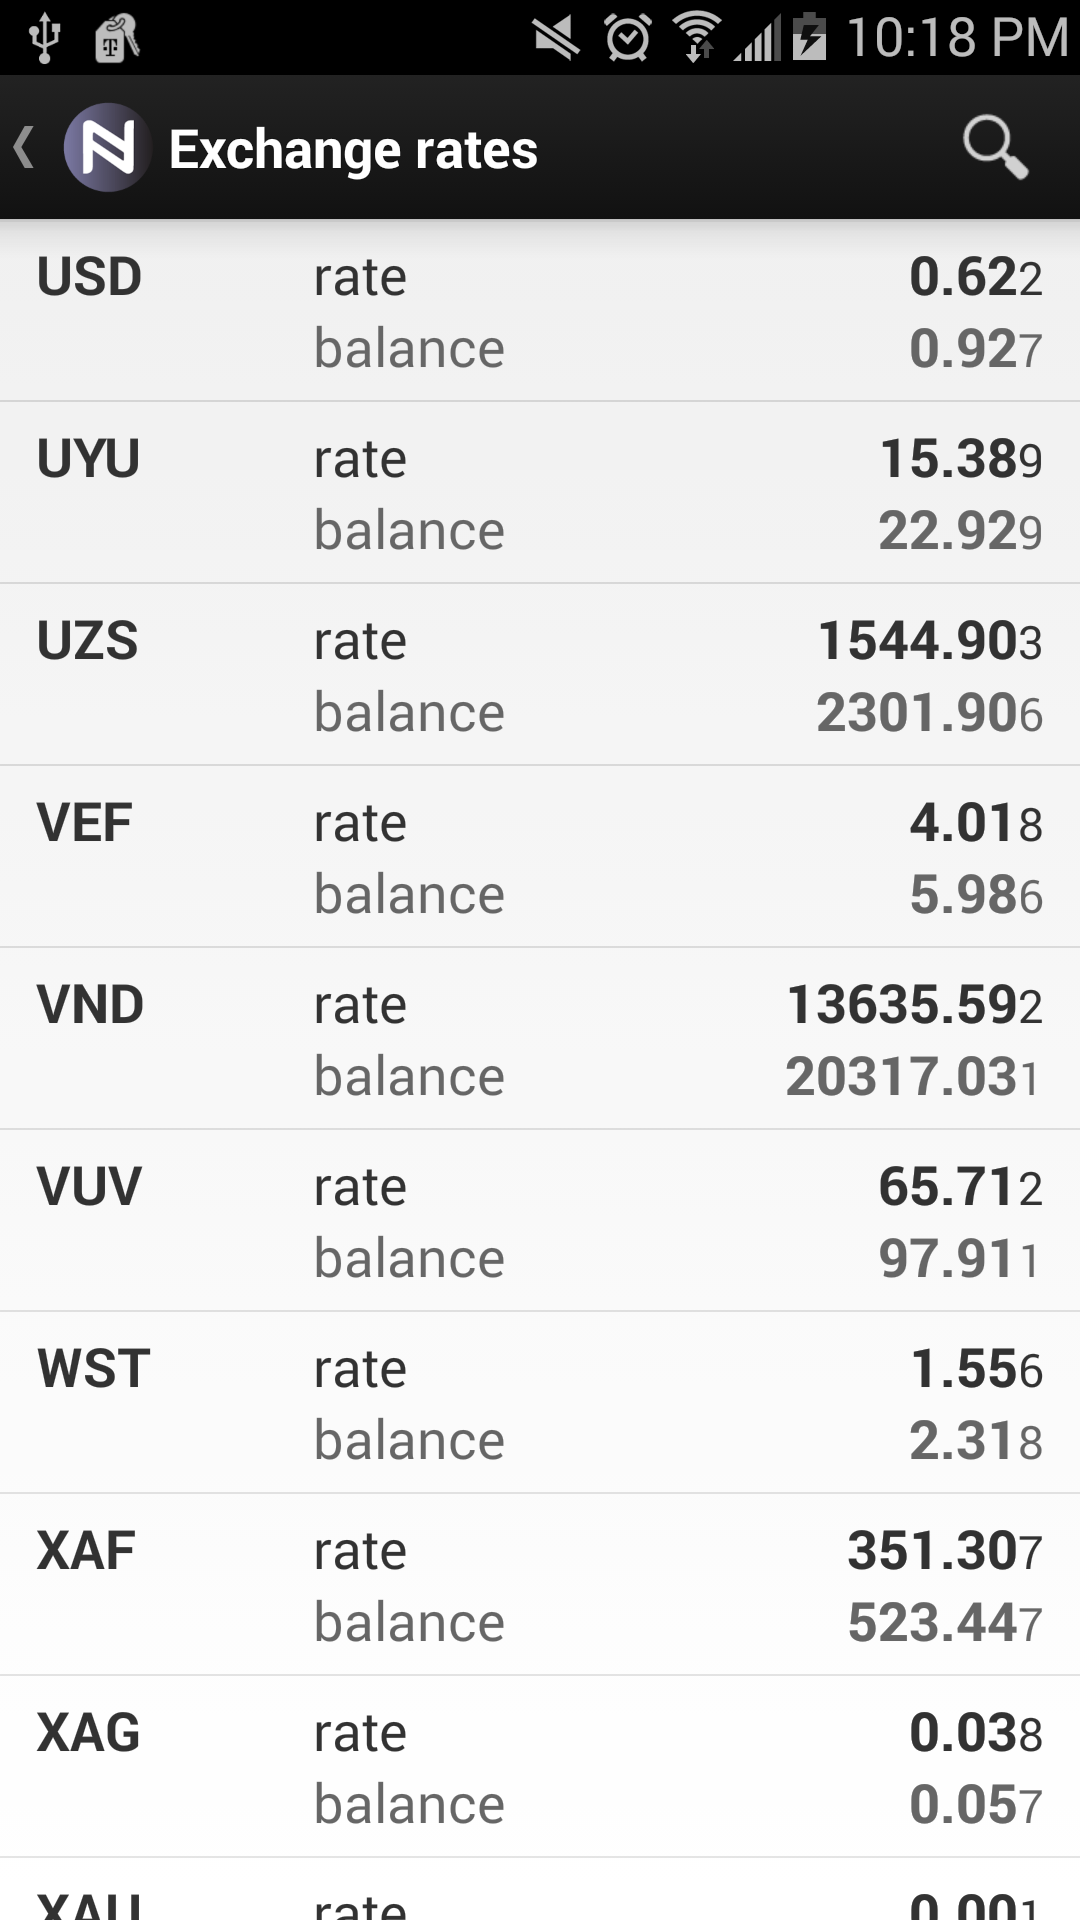 10:18 PM
Exchange rates
USD rate 0.622
balance 0.927
UYU rate 15.389
balance 22.929
UZS rate 1544.903
balance 2301.906
VEF rate 4.018
balance 5.986
VND rate 13635.592
balance 20317.031
VUV rate 65.712
balance 97.911
WST rate 1.556
balance 2.318
XAF rate 351.307
balance 523.447
XAG rate 0.038
balance 0.057
XAU rate 0.001